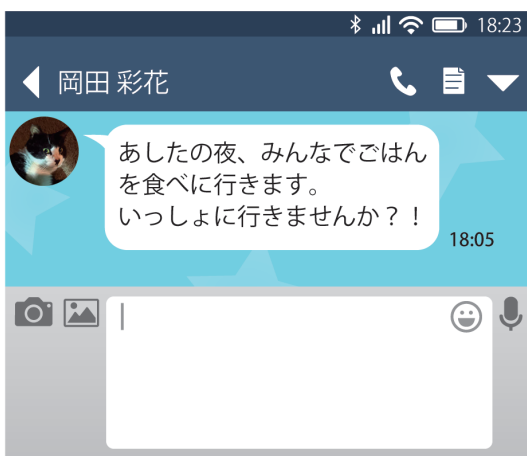 18:23
岡田 彩花
あしたの夜、みんなでごはん
を食べに行きます。
いっしょに行きませんか？！
18:05